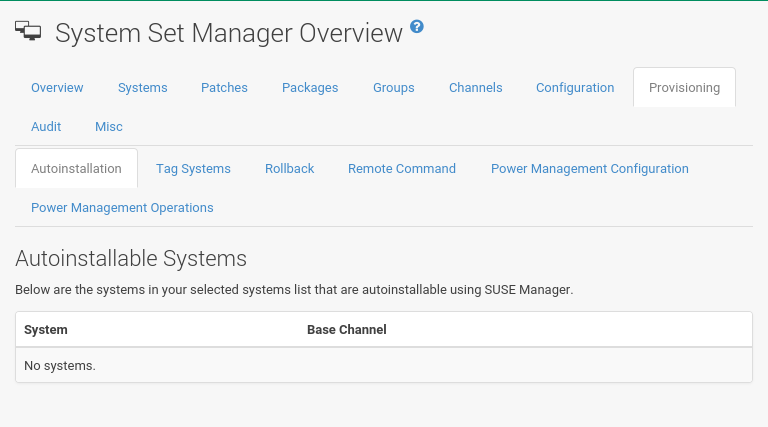 System Set Manager Overview ?
Overview Systems Patches Packages Groups Channels Configuration Provisioning
Audit Misc
Autoinstallation Tag Systems Rollback Remote Command Power Management Configuration
Power Management Operations
Autoinstallable Systems
Below are the systems in your selected systems list that are autoinstallable using SUSE Manager.
System Base Channel
No systems.